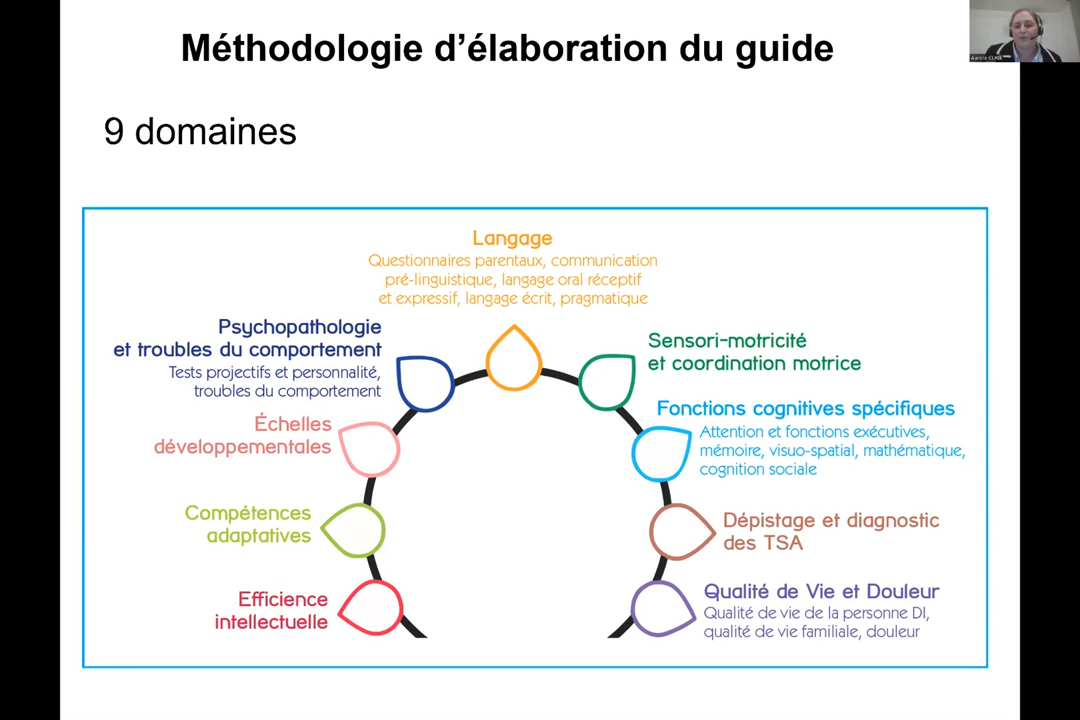 Méthodologie d’élaboration du guide
9 domaines
Langage
Questionnaires parentaux, communication
pré-linguistique, langage oral réceptif
et expressif, langage écrit, pragmatique
Psychopathologie
et troubles du comportement
Tests projectifs et personnalité,
troubles du comportement
Échelles
développementales
Compétences
adaptatives
Efficience
intellectuelle
Sensori-motricité
et coordination motrice
Fonctions cognitives spécifiques
Attention et fonctions exécutives,
mémoire, visuo-spatial, mathématique,
cognition sociale
Dépistage et diagnostic
des TSA
Qualité de Vie et Douleur
Qualité de vie de la personne DI,
qualité de vie familiale, douleur